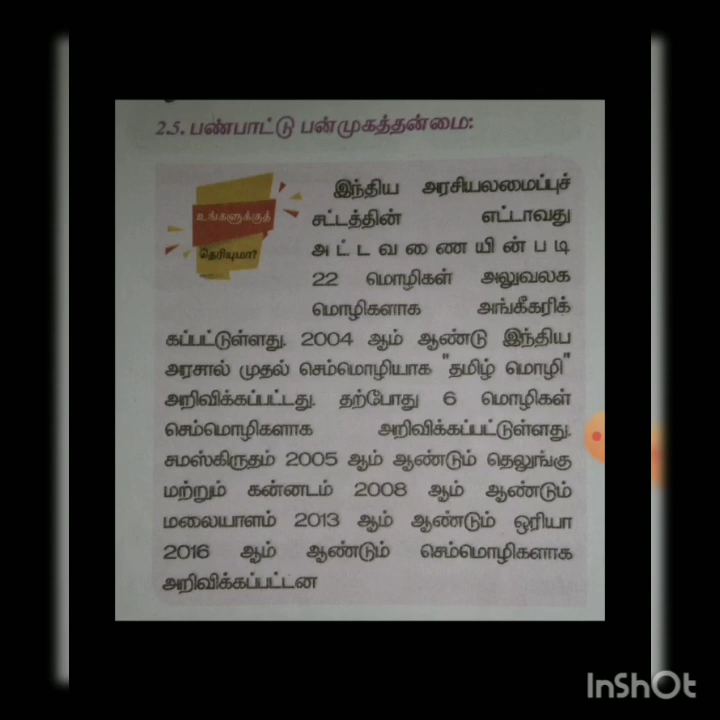 2.5. பண்பாட்டு பன்முகத்தன்மை:
உங்களுக்குத்
தெரியுமா?
இந்திய அரசியலமைப்புச்
சட்டத்தின் எட்டாவது
அ ட் ட வ ணை யி ன் ப டி
22 மொழிகள் அலுவலக
மொழிகளாக அங்கீகரிக்
கப்பட்டுள்ளது. 2004 ஆம் ஆண்டு இந்திய
அரசால் முதல் செம்மொழியாக "தமிழ் மொழி"
அறிவிக்கப்பட்டது. தற்போது 6 மொழிகள்
செம்மொழிகளாக அறிவிக்கப்பட்டுள்ளது.
சமஸ்கிருதம் 2005 ஆம் ஆண்டும் தெலுங்கு
மற்றும் கன்னடம் 2008 ஆம் ஆண்டும்
மலையாளம் 2013 ஆம் ஆண்டும் ஒரியா
2016 ஆம் ஆண்டும் செம்மொழிகளாக
அறிவிக்கப்பட்டன
InShOt